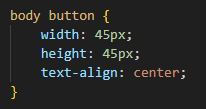 body button {
    width: 45px;
    height: 45px;
    text-align: center;
}